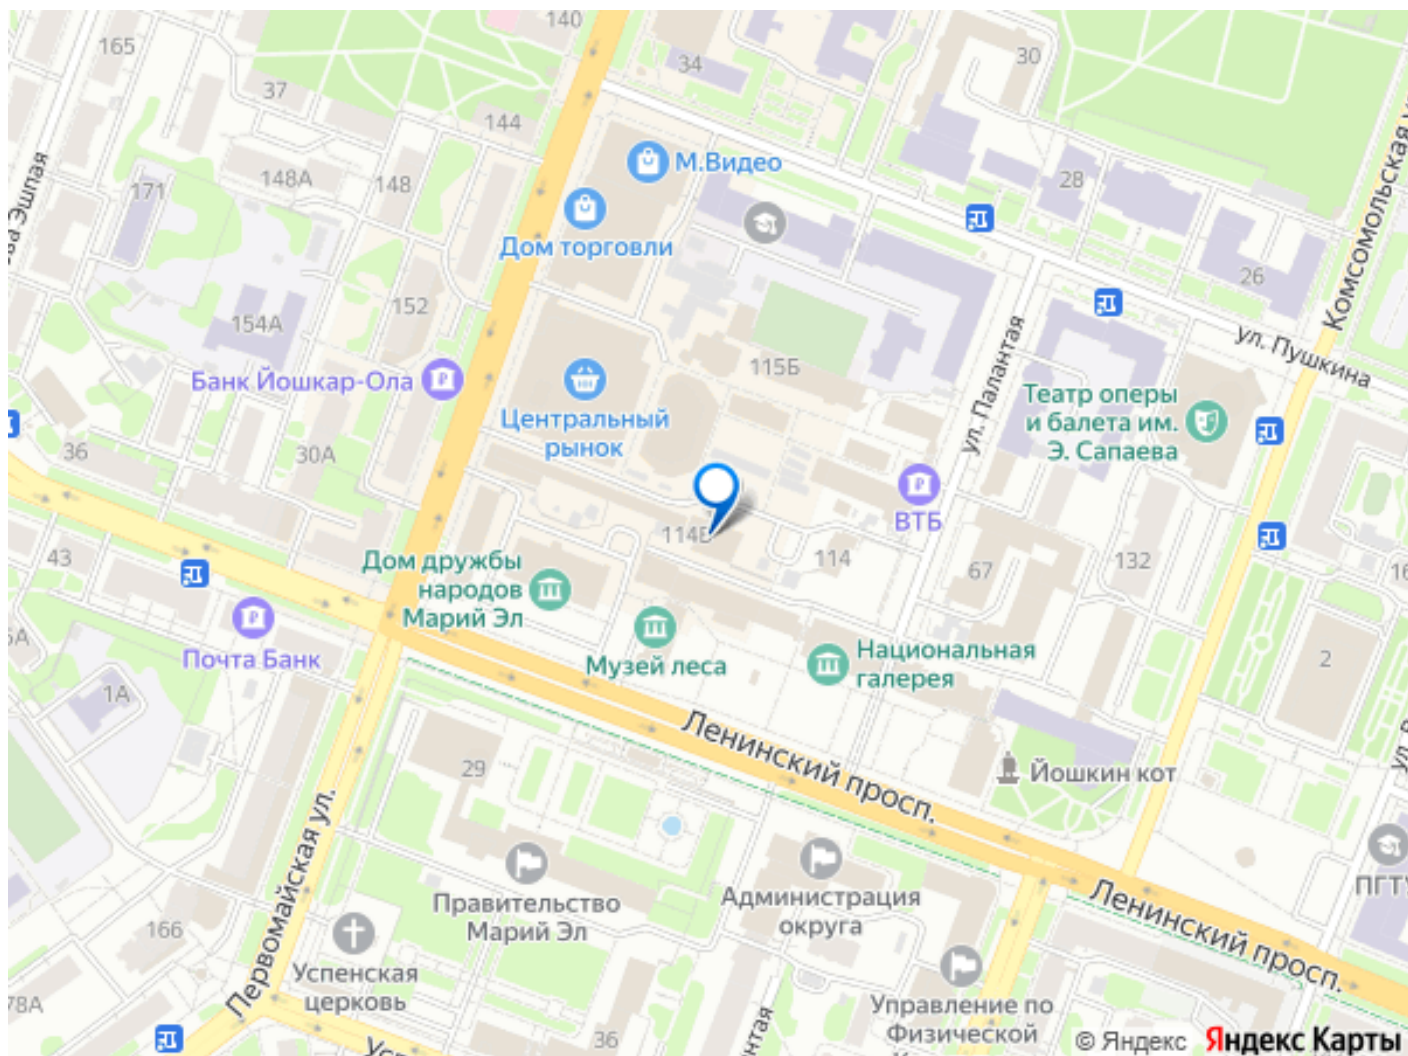 140
165
34
30
37
144
М.Видео
148А
148
171
28
Дом торговли
Комсомольская у
26
152
154А
ул. Пушкина
ул. Палантая
115Б
Банк Йошкар-Ола
Театр оперы
и балета им.
Э. Сапаева
Центральный
рынок
36
30А
ВТБ
114
43
132
67
16
Дом дружбы
народов
Марий Эл
Музей леса
Национальная
галерея
Почта Банк
2
1А
Ленинский просп.
29
Йошкин кот
Первомайская ул.
Правительство
Марий Эл
Администрация
округа
Ленинский просп.
ПГТУ
166
Успенская
церковь
78А
Управление по
Физической
36
© Яндекс Яндекс Карты